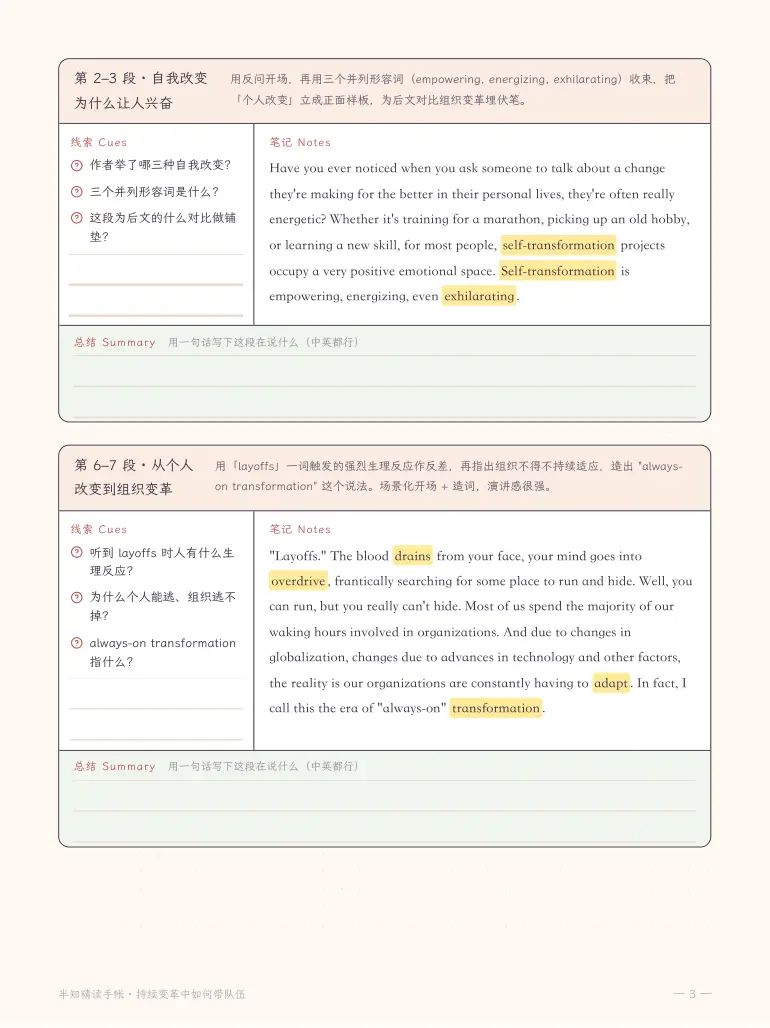 第 2–3 段·自我改变
为什么让人兴奋
用反问开场，再用三个并列形容词（empowering, energizing, exhilarating）收束，把
「个人改变」立成正面样板，为后文对比组织变革埋伏笔。
线索 Cues
作者举了哪三种自我改变？
三个并列形容词是什么？
这段为后文的什么对比做铺
垫？
笔记 Notes
Have you ever noticed when you ask someone to talk about a change
they're making for the better in their personal lives, they're often really
energetic? Whether it's training for a marathon, picking up an old hobby,
or learning a new skill, for most people, self-transformation projects
occupy a very positive emotional space. Self-transformation is
empowering, energizing, even exhilarating.
总结 Summary 用一句话写下这段在说什么（中英都行）
第 6–7 段·从个人
改变到组织变革
用「layoffs」一词触发的强烈生理反应作反差，再指出组织不得不持续适应，造出 "always-
on transformation" 这个说法。场景化开场 + 造词，演讲感很强。
线索 Cues
听到 layoffs 时人有什么生
理反应？
为什么个人能逃、组织逃不
掉？
always-on transformation
指什么？
笔记 Notes
"Layoffs." The blood drains from your face, your mind goes into
overdrive, frantically searching for some place to run and hide. Well, you
can run, but you really can't hide. Most of us spend the majority of our
waking hours involved in organizations. And due to changes in
globalization, changes due to advances in technology and other factors,
the reality is our organizations are constantly having to adapt. In fact, I
call this the era of "always-on" transformation.
总结 Summary 用一句话写下这段在说什么（中英都行）
半知精读手帐·持续变革中如何带队伍
— 3 —